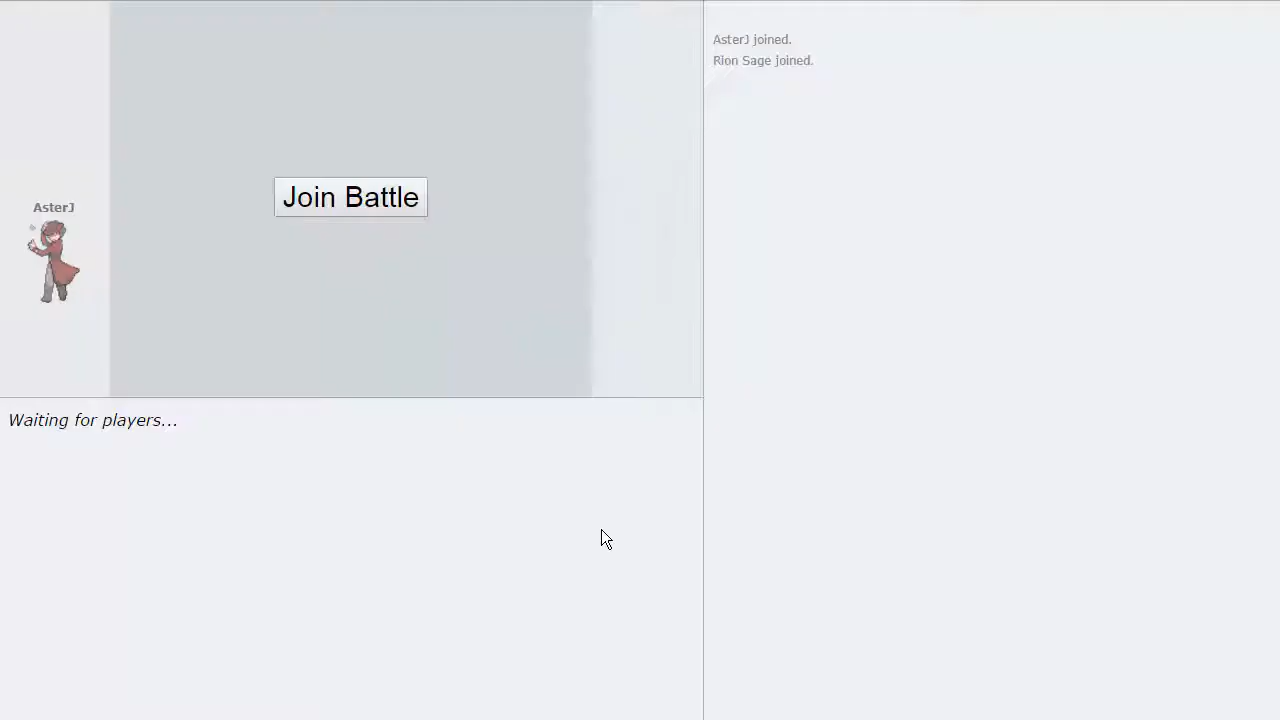 AsterJ joined.
Rion Sage joined.
Join Battle
AsterJ
Waiting for players...